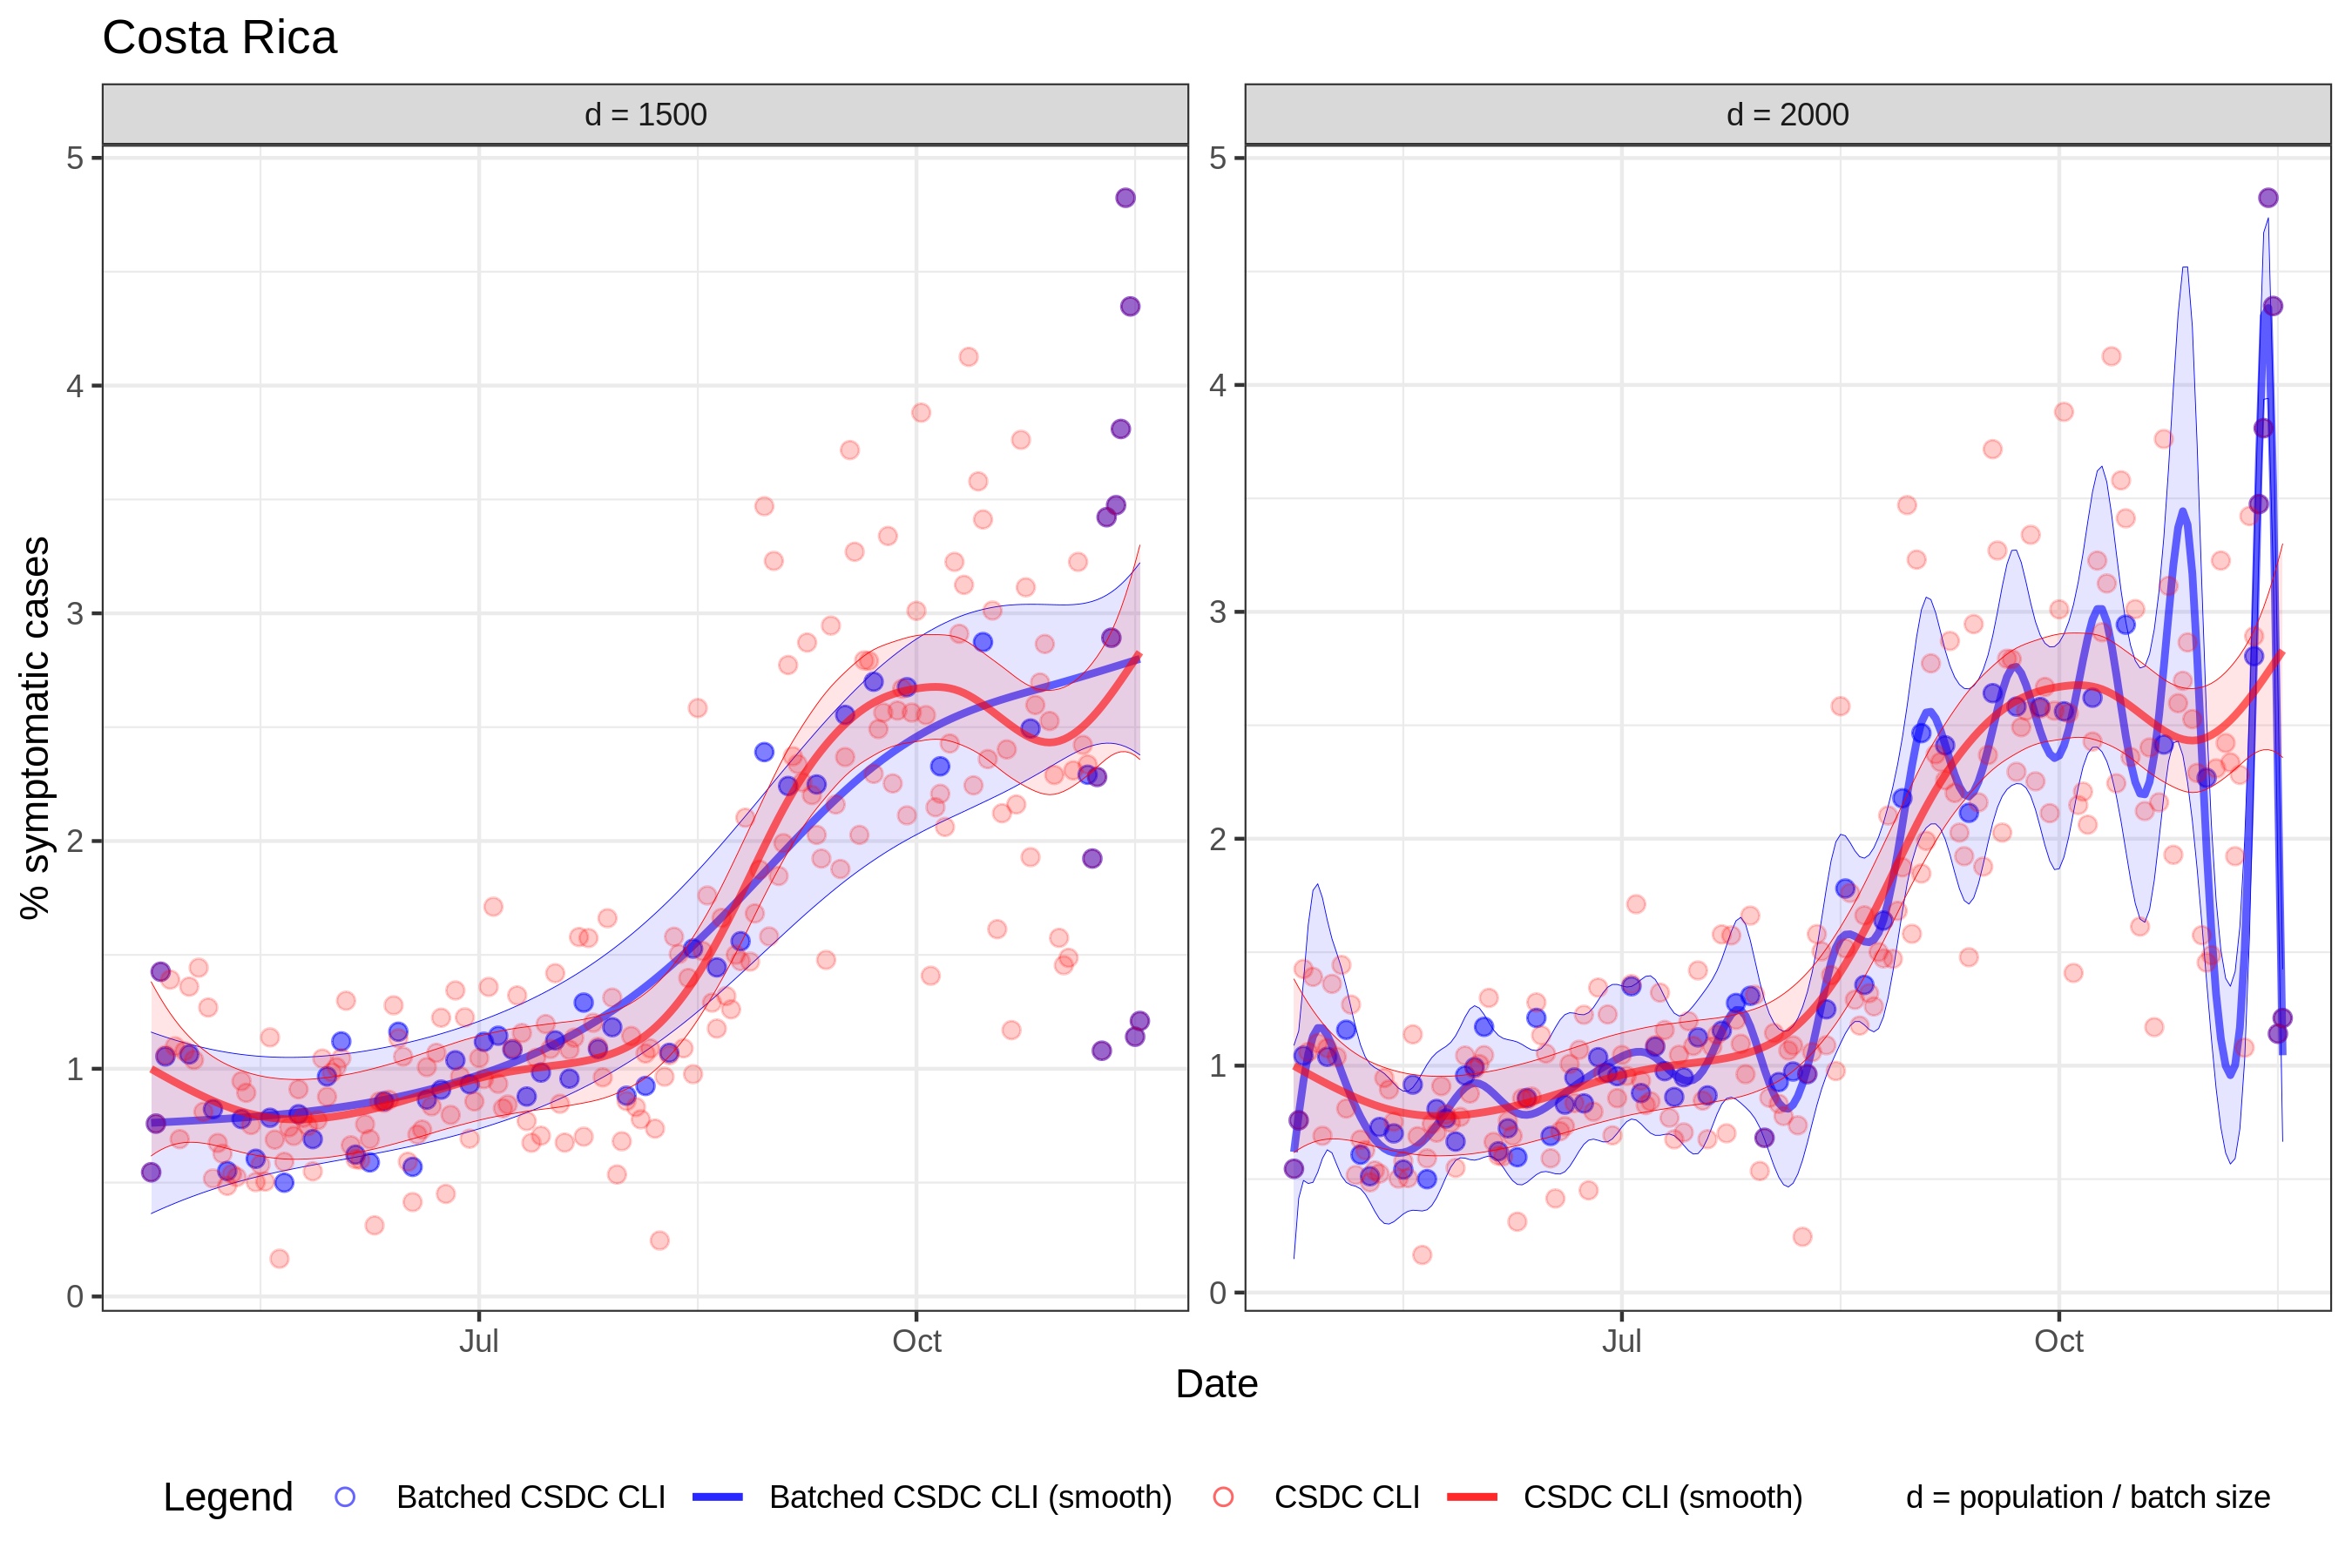 Costa Rica
d = 1500
d = 2000
% symptomatic cases
5
4
3
2
1
0
5
4
3
2
1
0
Jul
Oct
Jul
Oct
Date
Legend
Batched CSDC CLI
Batched CSDC CLI (smooth)
CSDC CLI
CSDC CLI (smooth)
d = population / batch size